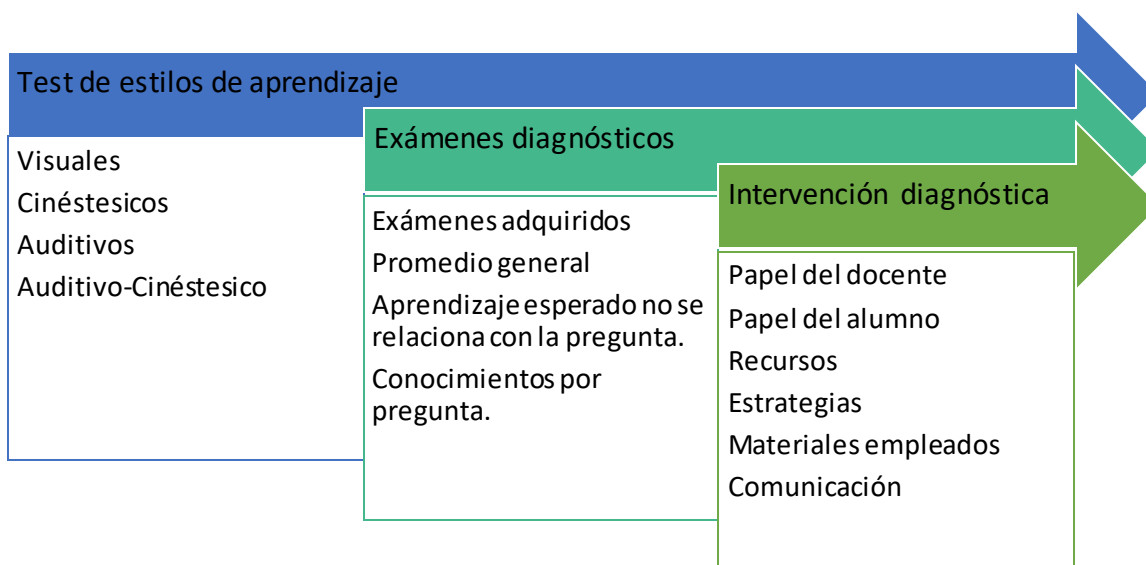 Test de estilos de aprendizaje
Visuales
Cinéstesicos
Auditivos
Auditivo-Cinéstesico
Exámenes diagnósticos
Exámenes adquiridos
Promedio general
Aprendizaje esperado no se
relaciona con la pregunta.
Conocimientos por
pregunta.
Intervención diagnóstica
Papel del docente
Papel del alumno
Recursos
Estrategias
Materiales empleados
Comunicación